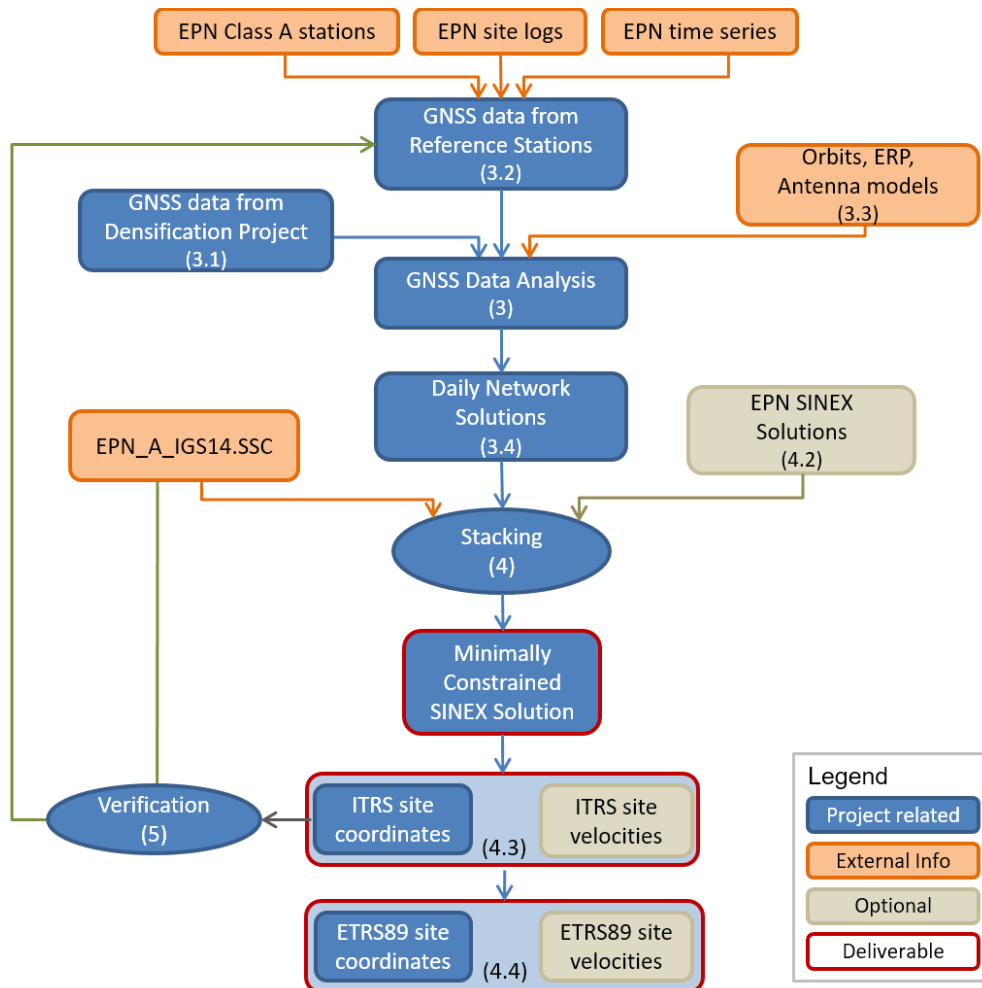 EPN Class A stations
EPN site logs
EPN time series
GNSS data from
Reference Stations
(3.2)
Orbits, ERP,
Antenna models
(3.3)
GNSS data from
Densification Project
(3.1)
GNSS Data Analysis
(3)
Daily Network
Solutions
(3.4)
EPN SINEX
Solutions
(4.2)
EPN_A_IGS14.SSC
Stacking
(4)
Minimally
Constrained
SINEX Solution
Verification
(5)
ITRS site
coordinates
(4.3)
ITRS site
velocities
ETRS89 site
coordinates
(4.4)
ETRS89 site
velocities
Legend
Project related
External Info
Optional
Deliverable